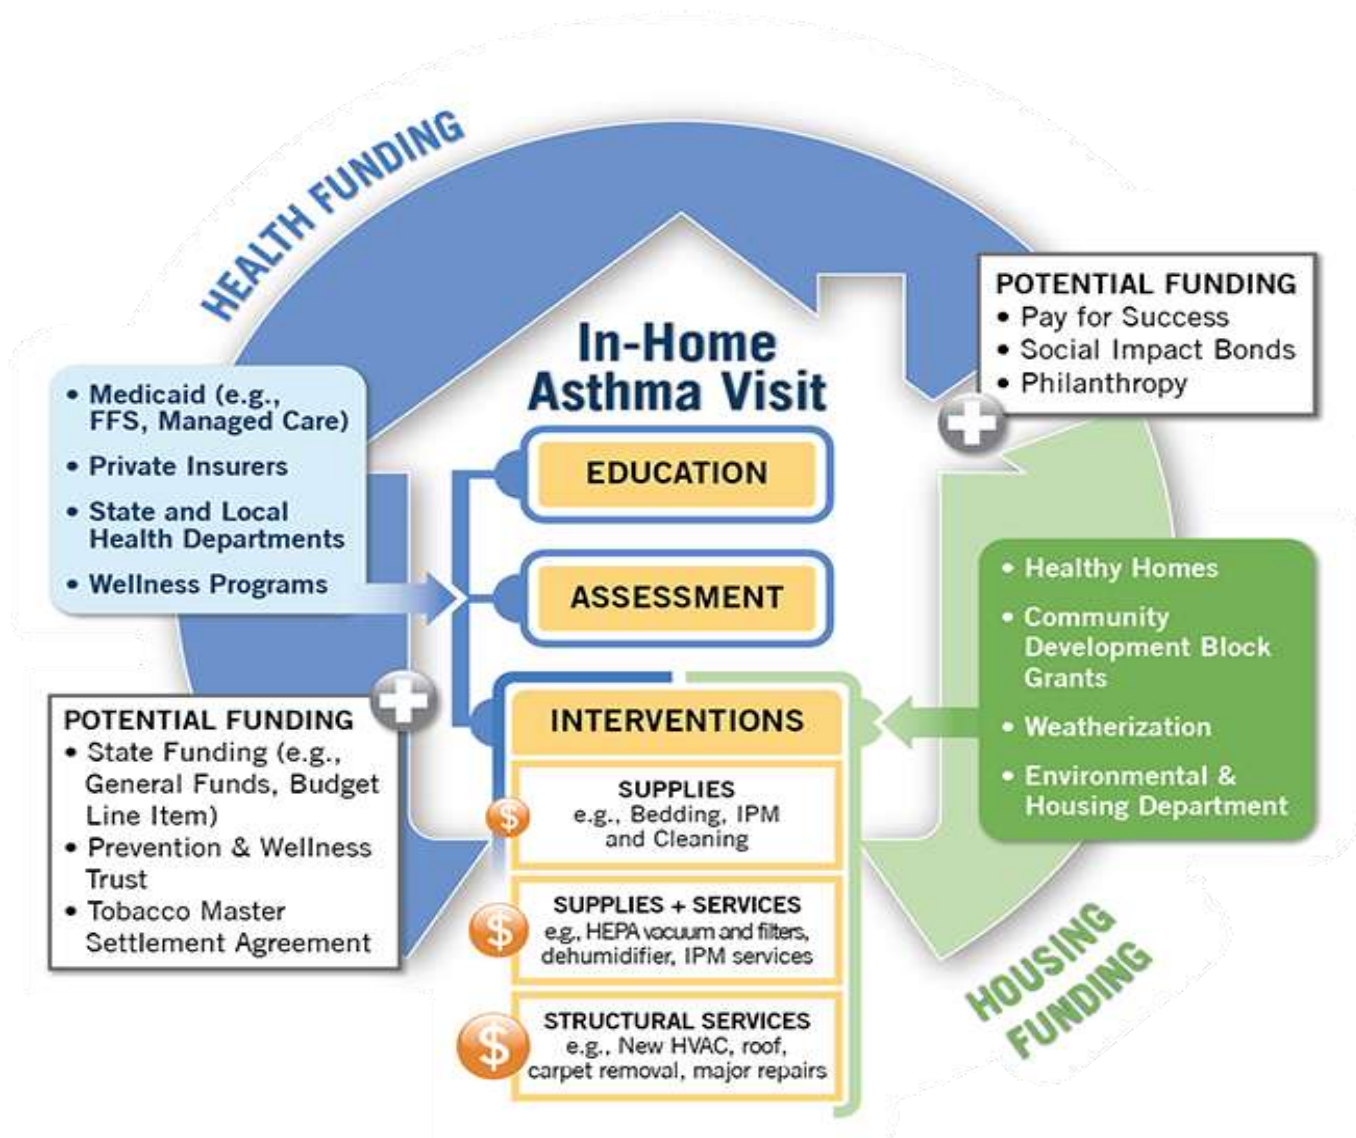 HEALTH FUNDING
• Medicaid (e.g.,
FFS, Managed Care)
• Private Insurers
• State and Local
Health Departments
• Wellness Programs
POTENTIAL FUNDING
• State Funding (e.g.,
General Funds, Budget
Line Item)
• Prevention & Wellness
Trust
• Tobacco Master
Settlement Agreement
In-Home
Asthma Visit
EDUCATION
ASSESSMENT
INTERVENTIONS
$
SUPPLIES
e.g., Bedding, IPM
and Cleaning
$
SUPPLIES + SERVICES
e.g., HEPA vacuum and filters,
dehumidifier, IPM services
$
STRUCTURAL SERVICES
e.g., New HVAC, roof,
carpet removal, major repairs
POTENTIAL FUNDING
• Pay for Success
• Social Impact Bonds
• Philanthropy
• Healthy Homes
• Community
Development Block
Grants
• Weatherization
• Environmental &
Housing Department
HOUSING
FUNDING